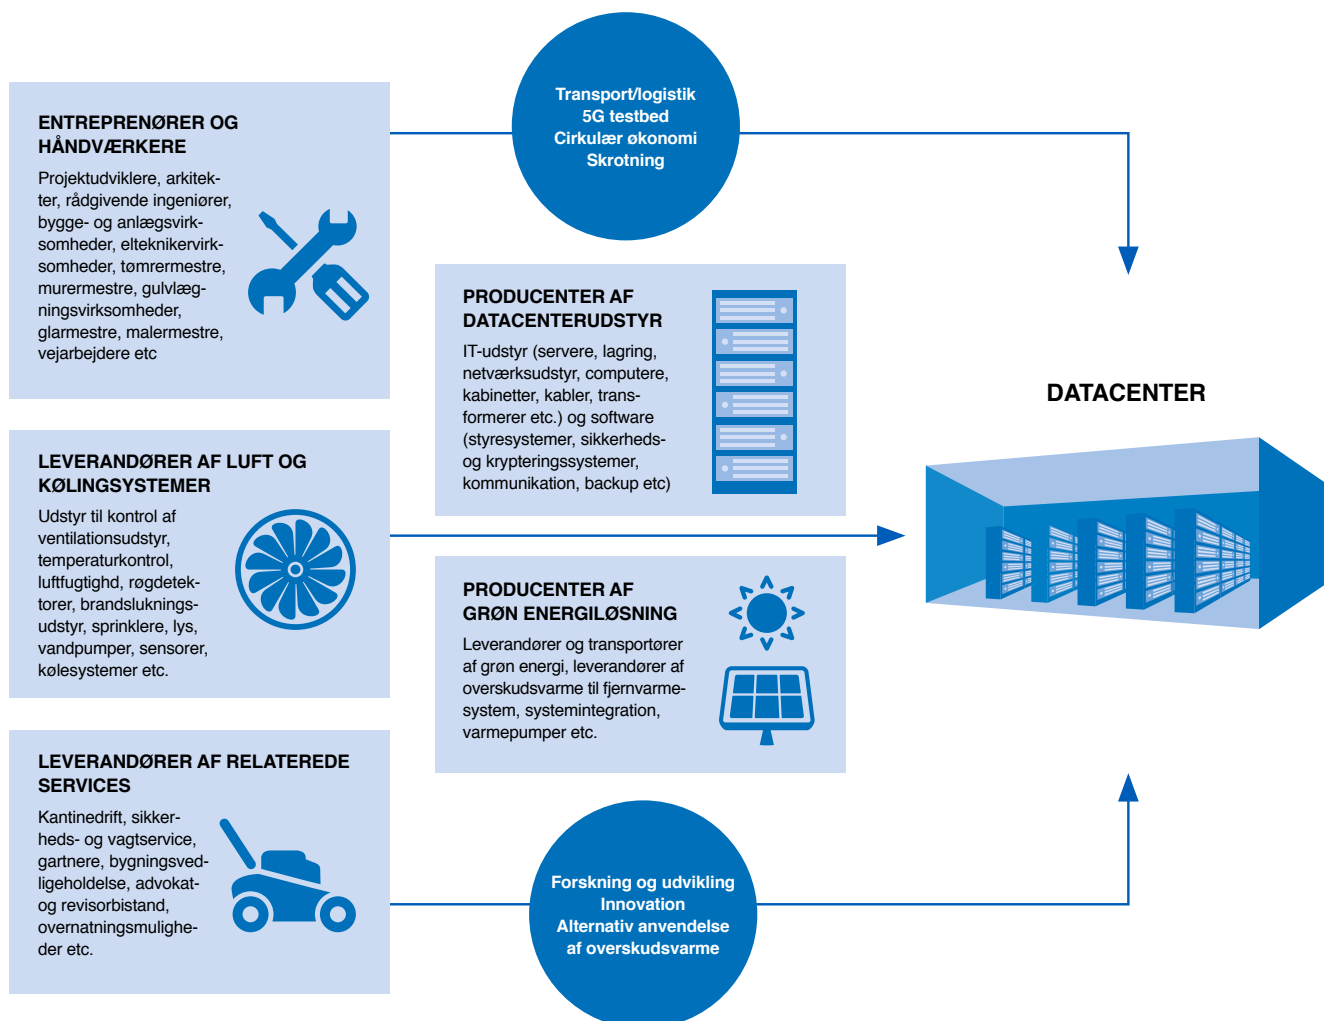 Transport/logistik
5G testbed
Cirkulær økonomi
Skrotning
ENTREPRENØRER OG
HÅNDVÆRKERE
Projektudviklere, arkitek-
ter, rådgivende ingeniører,
bygge- og anlægsvirk-
somheder, elteknikervirk-
somheder, tømrermestre,
murermestre, gulvlæg-
ningsvirksomheder,
glarmestre, malermestre,
vejarbejdere etc
PRODUCENTER AF
DATACENTERUDSTYR
IT-udstyr (servere, lagring,
netværksudstyr, computere,
kabinetter, kabler, trans-
formerer etc.) og software
(styresystemer, sikkerheds-
og krypteringssystemer,
kommunikation, backup etc)
DATACENTER
LEVERANDØRER AF LUFT OG
KØLINGSYSTEMER
Udstyr til kontrol af
ventilationsudstyr,
temperaturkontrol,
luftfugtighd, røgdetek-
torer, brandsluknings-
udstyr, sprinklere, lys,
vandpumper, sensorer,
kølesystemer etc.
PRODUCENTER AF
GRØN ENERGILØSNING
Leverandører og transportører
af grøn energi, leverandører af
overskudsvarme til fjernvarme-
system, systemintegration,
varmepumper etc.
LEVERANDØRER AF RELATEREDE
SERVICES
Kantinedrift, sikker-
heds- og vagtservice,
gartnere, bygningsved-
ligeholdelse, advokat-
og revisorbistand,
overnatningsmulighe-
der etc.
Forskning og udvikling
Innovation
Alternativ anvendelse
af overskudsvarme